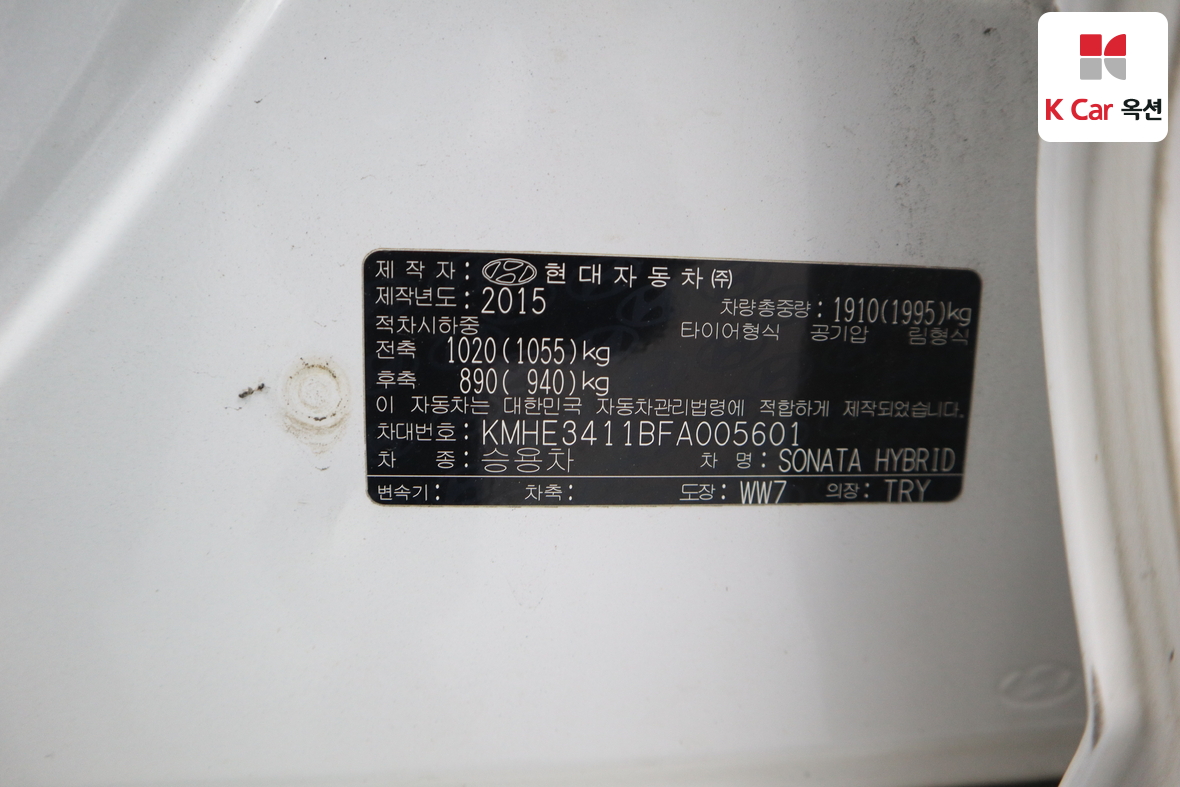 K Car 옥션
제 작 자 : 현대자동차㈜
제작년도 : 2015 차량총중량 : 1910(1995)kg
적차시하중 타이어형식 공기압 림형식
전축 1020(1055)kg
후축 890( 940)kg
이 자동차는 대한민국 자동차관리법령에 적합하게 제작되었습니다.
차대번호 : KMHE3411BFA005601
차 종 : 승용차 차 명 : SONATA HYBRID
변속기 : 차축 : 도장 : WW7 의장 : TRY